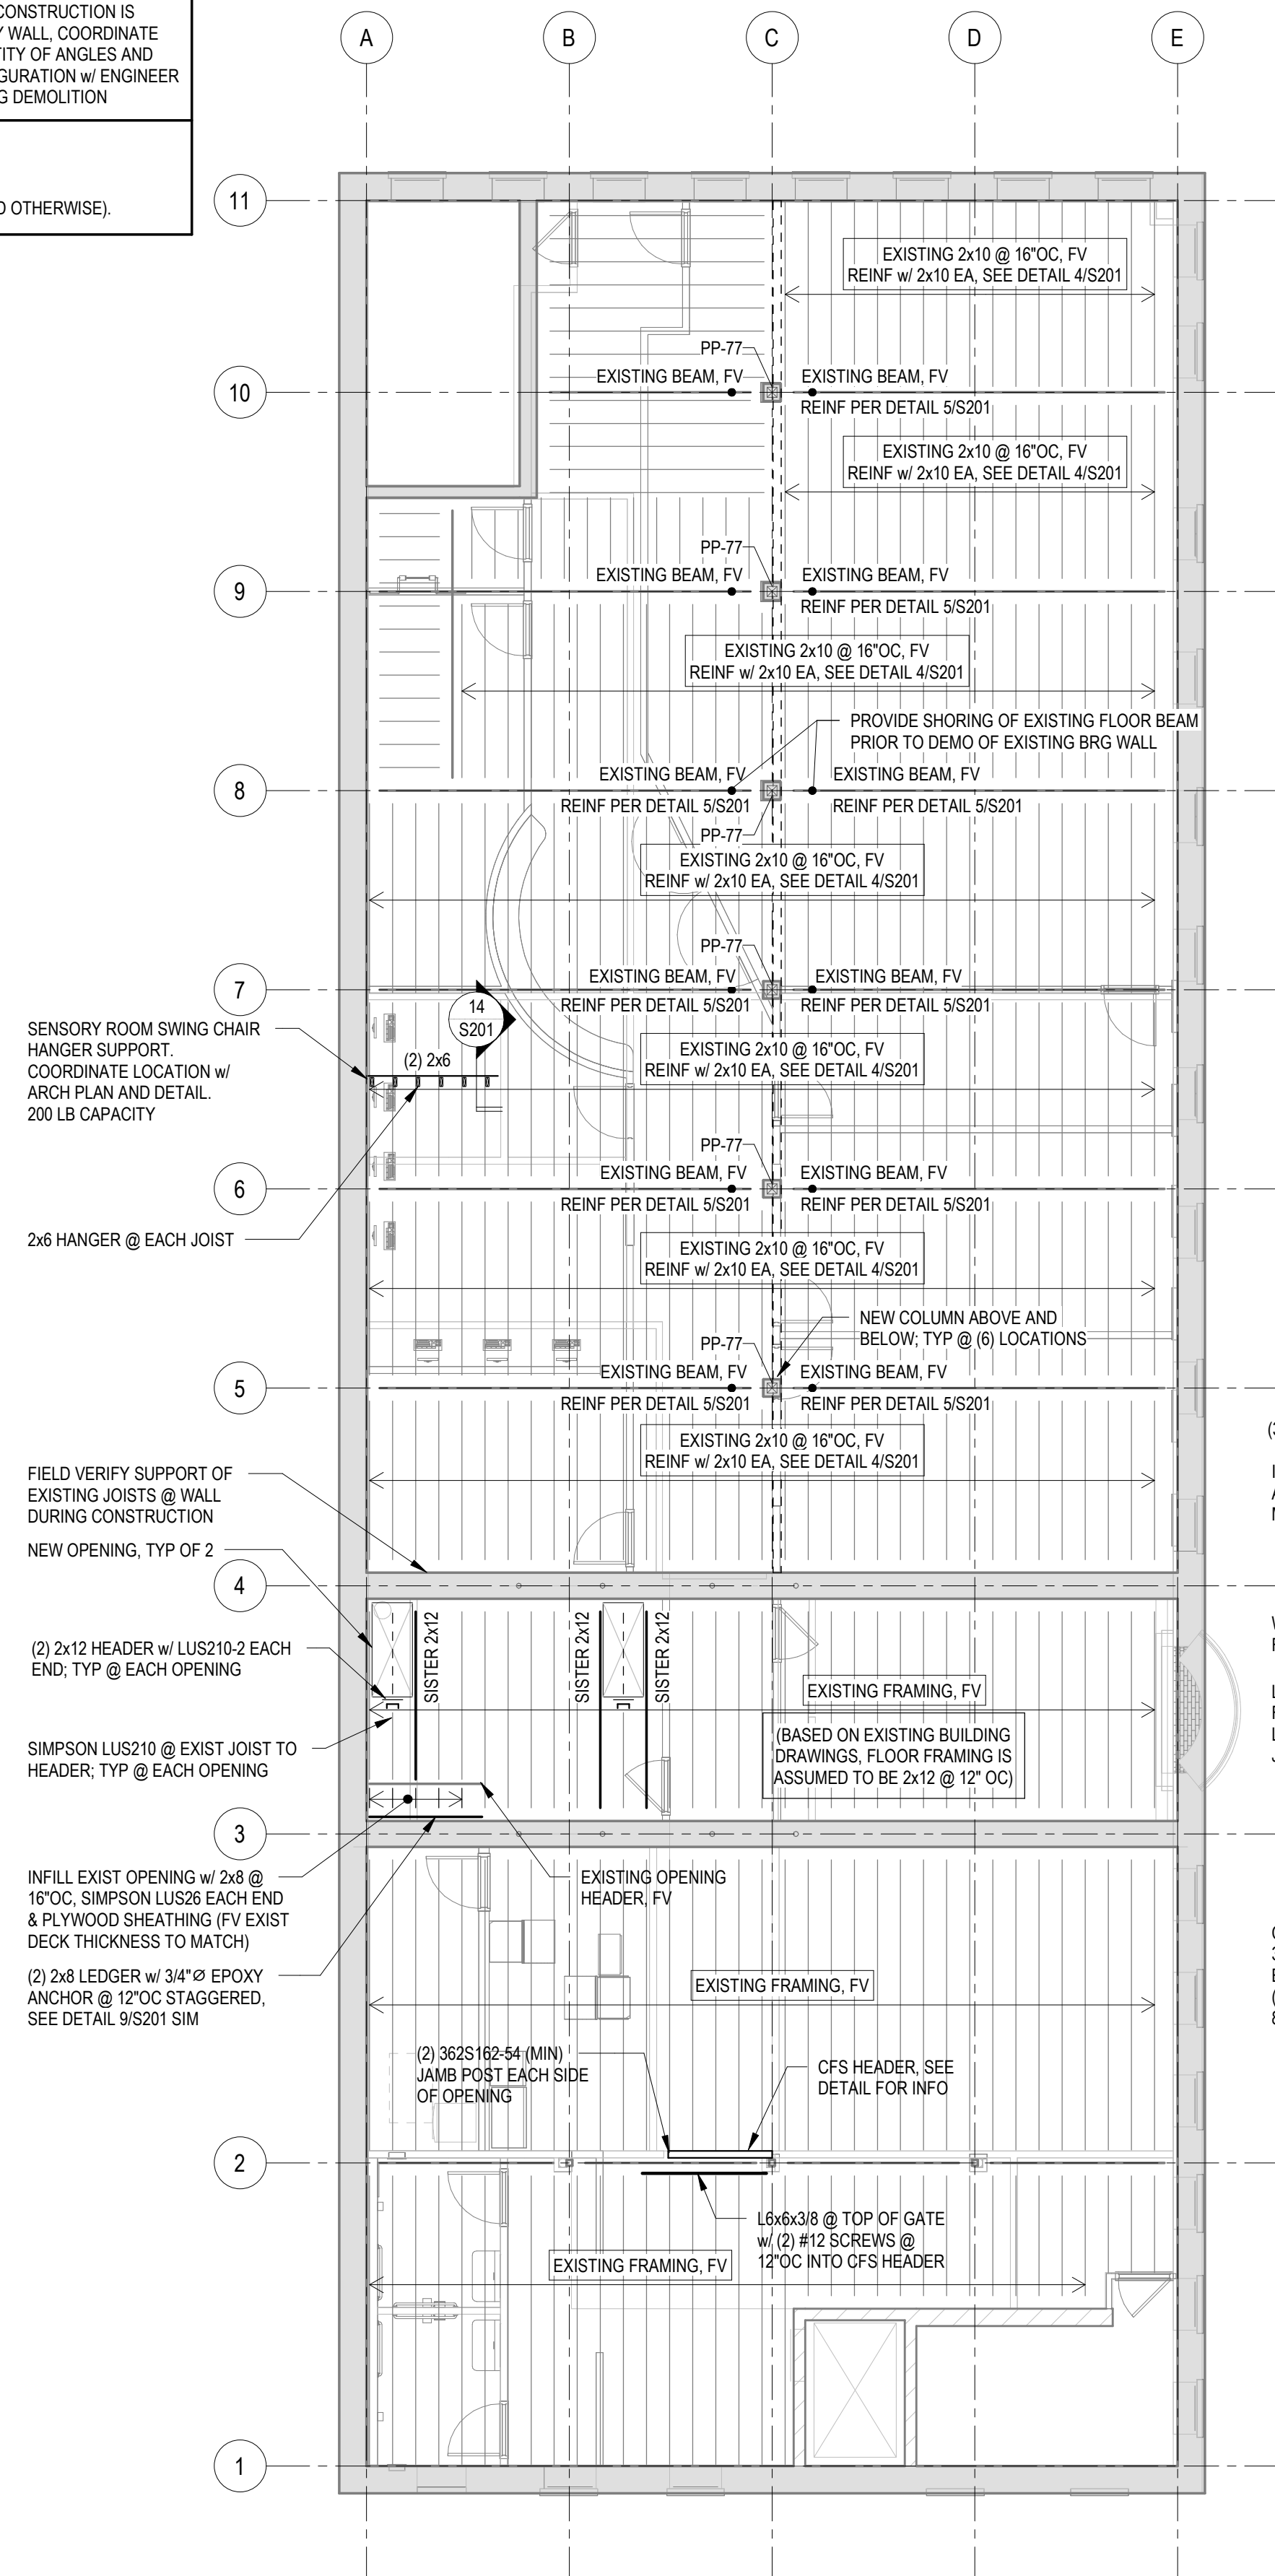 CONSTRUCTION IS
WALL, COORDINATE
TITY OF ANGLES AND
GURATION w/ ENGINEER
G DEMOLITION
OTHERWISE).
A
B
C
D
E
11
EXISTING 2x10 @ 16"OC, FV
REINF w/ 2x10 EA, SEE DETAIL 4/S201
PP-77
10
EXISTING BEAM, FV
EXISTING BEAM, FV
REINF PER DETAIL 5/S201
EXISTING 2x10 @ 16"OC, FV
REINF w/ 2x10 EA, SEE DETAIL 4/S201
PP-77
9
EXISTING BEAM, FV
EXISTING BEAM, FV
REINF PER DETAIL 5/S201
EXISTING 2x10 @ 16"OC, FV
REINF w/ 2x10 EA, SEE DETAIL 4/S201
PROVIDE SHORING OF EXISTING FLOOR BEAM
PRIOR TO DEMO OF EXISTING BRG WALL
8
EXISTING BEAM, FV
EXISTING BEAM, FV
REINF PER DETAIL 5/S201
REINF PER DETAIL 5/S201
PP-77
EXISTING 2x10 @ 16"OC, FV
REINF w/ 2x10 EA, SEE DETAIL 4/S201
PP-77
7
EXISTING BEAM, FV
EXISTING BEAM, FV
REINF PER DETAIL 5/S201
REINF PER DETAIL 5/S201
14
S201
SENSORY ROOM SWING CHAIR
HANGER SUPPORT.
COORDINATE LOCATION w/
ARCH PLAN AND DETAIL.
200 LB CAPACITY
(2) 2x6
EXISTING 2x10 @ 16"OC, FV
REINF w/ 2x10 EA, SEE DETAIL 4/S201
PP-77
6
EXISTING BEAM, FV
EXISTING BEAM, FV
REINF PER DETAIL 5/S201
REINF PER DETAIL 5/S201
2x6 HANGER @ EACH JOIST
EXISTING 2x10 @ 16"OC, FV
REINF w/ 2x10 EA, SEE DETAIL 4/S201
NEW COLUMN ABOVE AND
BELOW; TYP @ (6) LOCATIONS
PP-77
5
EXISTING BEAM, FV
EXISTING BEAM, FV
REINF PER DETAIL 5/S201
REINF PER DETAIL 5/S201
EXISTING 2x10 @ 16"OC, FV
REINF w/ 2x10 EA, SEE DETAIL 4/S201
FIELD VERIFY SUPPORT OF
EXISTING JOISTS @ WALL
DURING CONSTRUCTION
NEW OPENING, TYP OF 2
4
(2) 2x12 HEADER w/ LUS210-2 EACH
END; TYP @ EACH OPENING
SISTER 2x12
SISTER 2x12
SISTER 2x12
EXISTING FRAMING, FV
(BASED ON EXISTING BUILDING
DRAWINGS, FLOOR FRAMING IS
ASSUMED TO BE 2x12 @ 12" OC)
SIMPSON LUS210 @ EXIST JOIST TO
HEADER; TYP @ EACH OPENING
3
INFILL EXIST OPENING w/ 2x8 @
16"OC, SIMPSON LUS26 EACH END
& PLYWOOD SHEATHING (FV EXIST
DECK THICKNESS TO MATCH)
EXISTING OPENING
HEADER, FV
(2) 2x8 LEDGER w/ 3/4"Ø EPOXY
ANCHOR @ 12"OC STAGGERED,
SEE DETAIL 9/S201 SIM
EXISTING FRAMING, FV
(2) 362S162-54 (MIN)
JAMB POST EACH SIDE
OF OPENING
CFS HEADER, SEE
DETAIL FOR INFO
2
L6x6x3/8 @ TOP OF GATE
w/ (2) #12 SCREWS @
12"OC INTO CFS HEADER
EXISTING FRAMING, FV
1